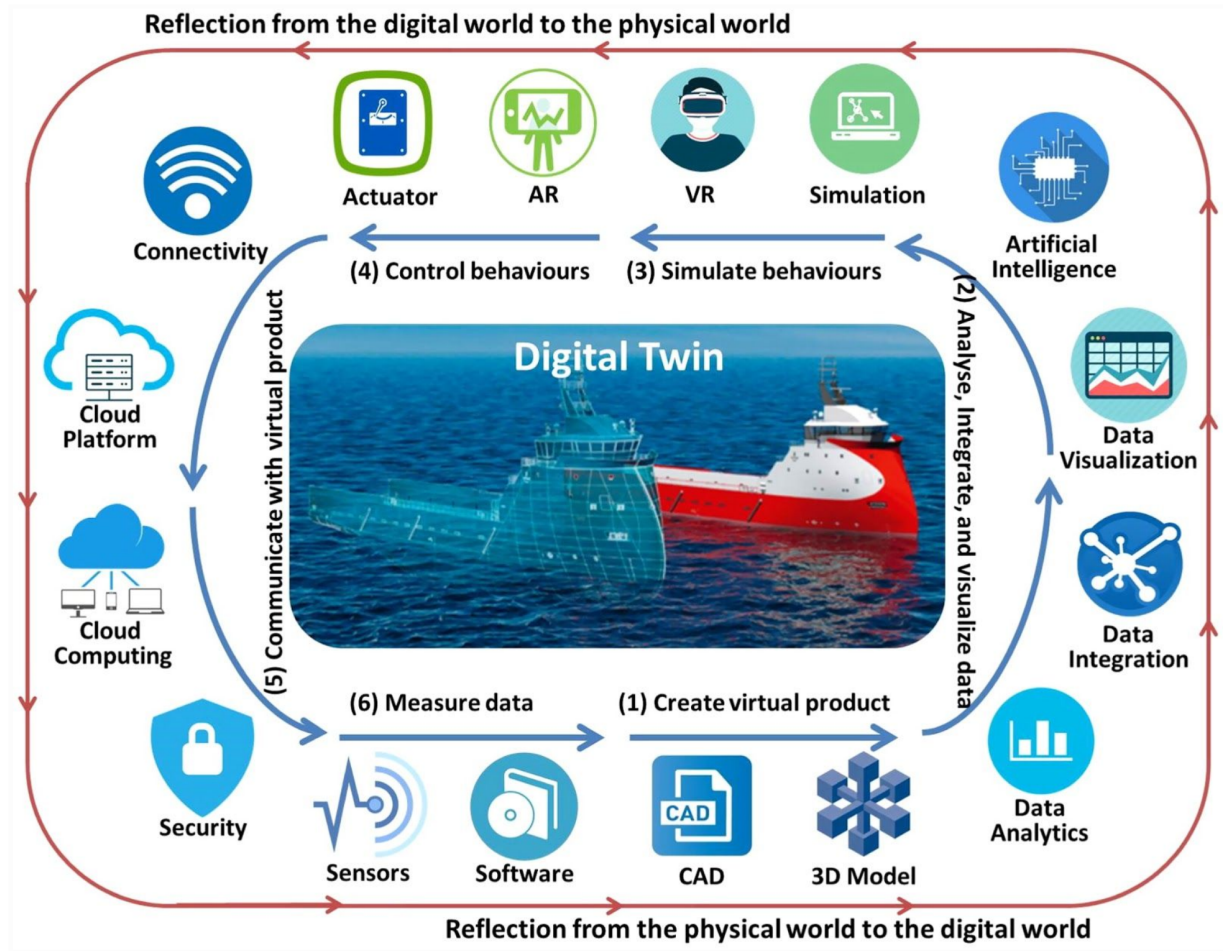 Reflection from the digital world to the physical world
Actuator
AR
VR
Simulation
Connectivity
Artificial
Intelligence
(4) Control behaviours
(3) Simulate behaviours
(2) Analyse, Integrate, and visualize data
(5) Communicate with virtual product
Digital Twin
Cloud
Platform
Data
Visualization
Cloud
Computing
Data
Integration
(6) Measure data
(1) Create virtual product
Security
Sensors
Software
CAD
CAD
3D Model
Data
Analytics
Reflection from the physical world to the digital world